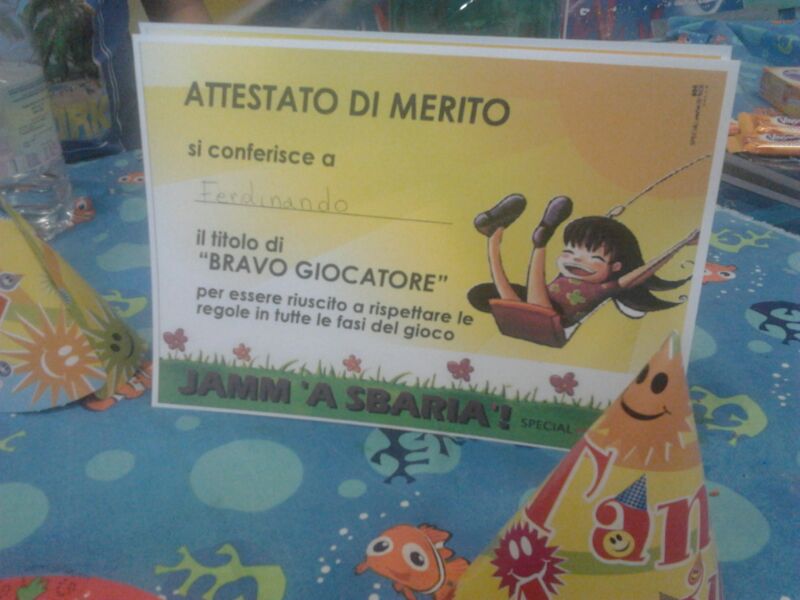 ATTESTATO DI MERITO
si conferisce a
Ferdinando
il titolo di
"BRAVO GIOCATORE"
per essere riuscito a rispettare le
regole in tutte le fasi del gioco
JAMM 'A SBARIA'!
SPECIAL
Tan